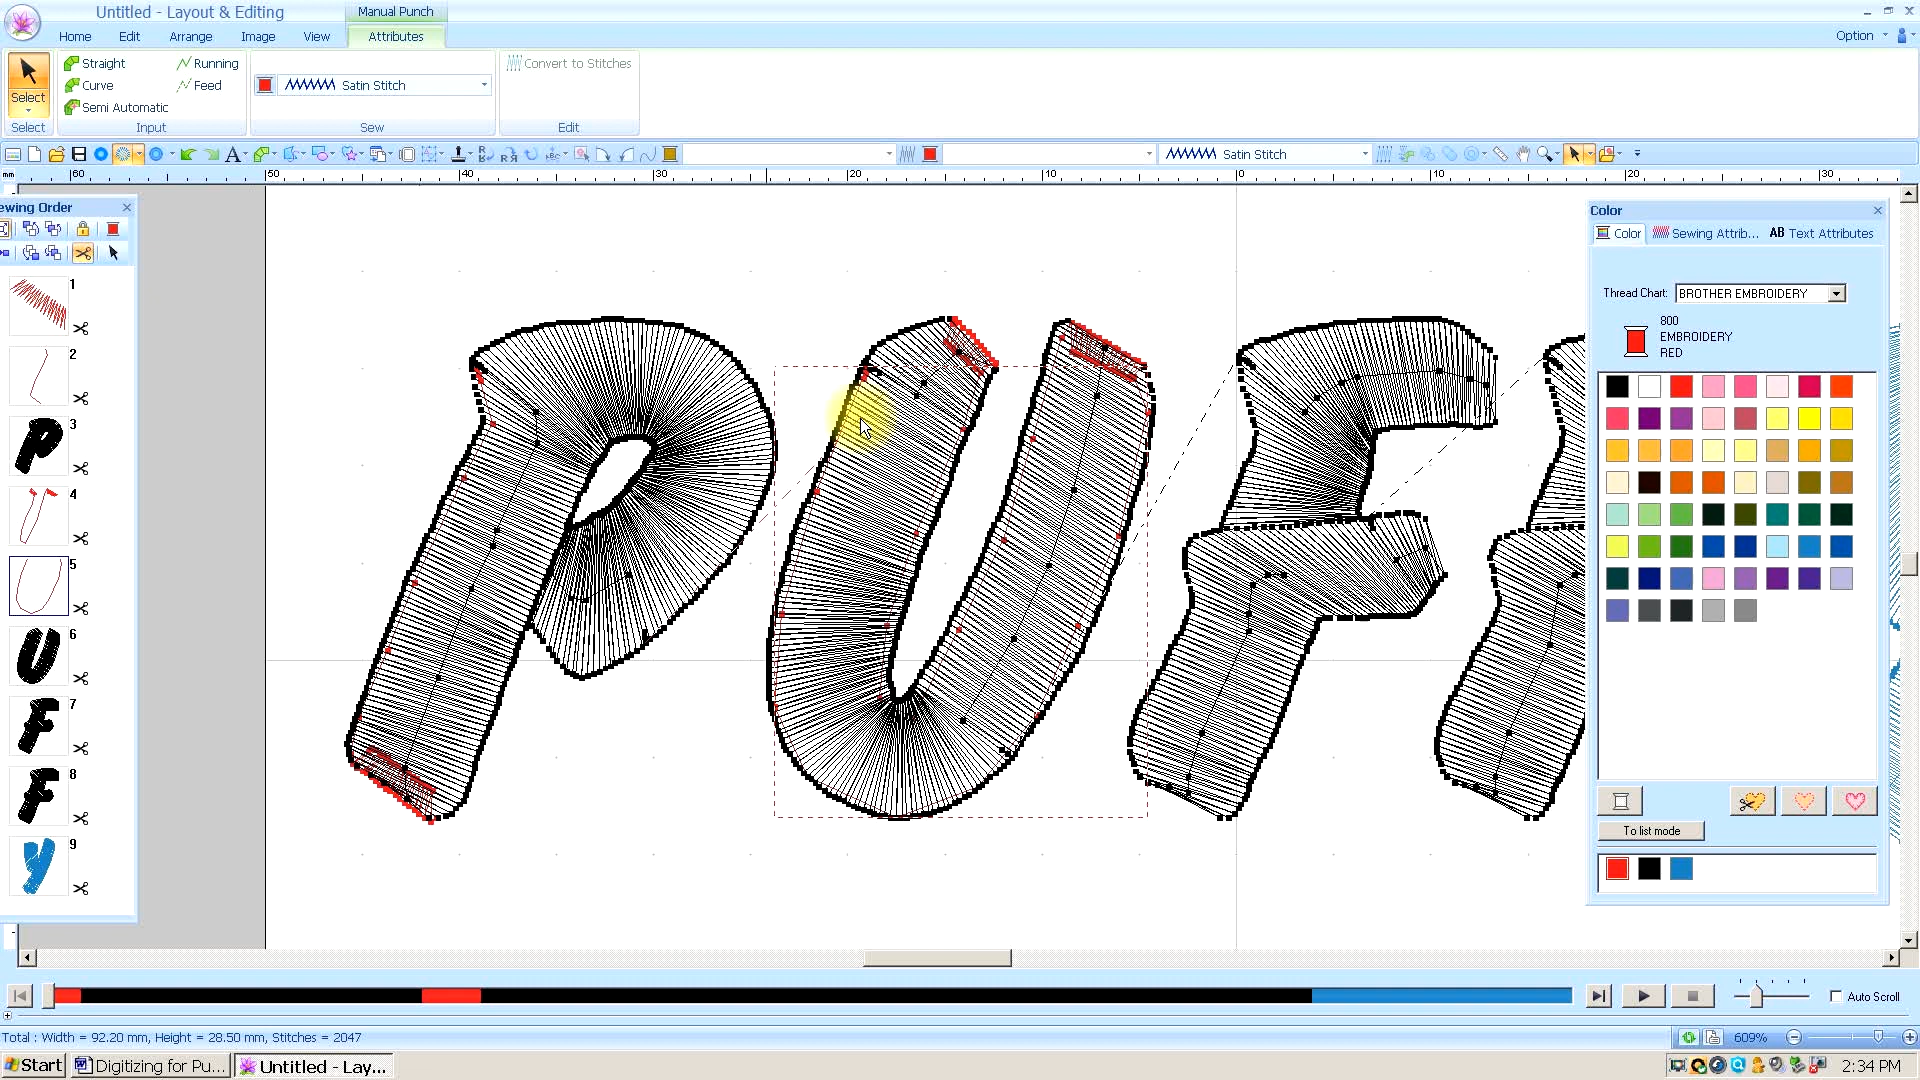 Untitled - Layout & Editing
Manual Punch
Home
Edit
Arrange
Image
View
Attributes
Option
Select
Select
Straight
Running
Curve
Feed
Semi Automatic
Input
Satin Stitch
Sew
Convert to Stitches
Edit
A
Satin Stitch
mm
60
50
40
30
20
10
0
10
20
30
ewing Order
1
2
3
4
5
6
7
8
9
PUFF
Color
Color
Sewing Attrib...
AB Text Attributes
Thread Chart:
BROTHER EMBROIDERY
800
EMBROIDERY
RED
To list mode
Auto Scroll
Total : Width = 92.20 mm, Height = 28.50 mm, Stitches = 2047
609%
Start
Digitizing for Pu...
Untitled - Lay...
2:34 PM